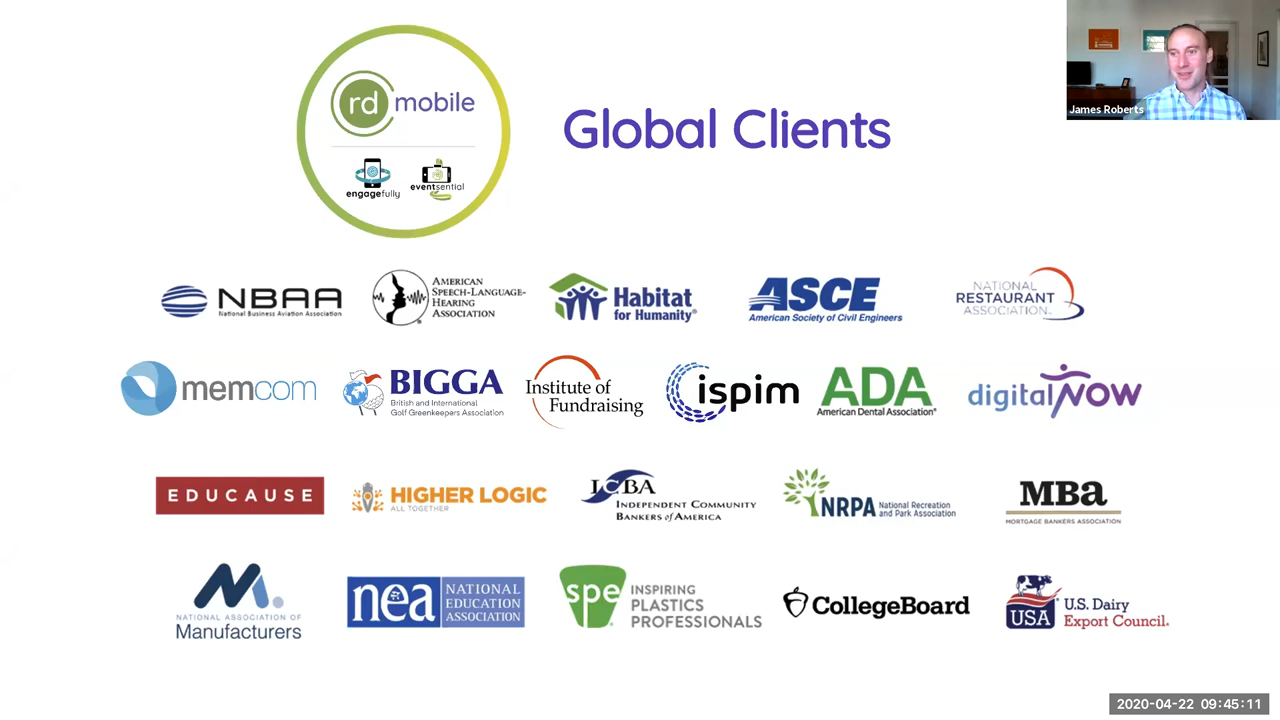 rd mobile
engagefully
eventsential
Global Clients
James Roberts
NBAA
National Business Aviation Association
AMERICAN
SPEECH-LANGUAGE-
HEARING
ASSOCIATION
Habitat
for Humanity®
ASCE
American Society of Civil Engineers
NATIONAL
RESTAURANT
ASSOCIATION
memcom
BIGGA
British and International
Golf Greenkeepers Association
Institute of
Fundraising
ispim
ADA
American Dental Association®
digitalNOW
EDUCAUSE
HIGHER LOGIC
ALL TOGETHER
ICBA
INDEPENDENT COMMUNITY
BANKERS of AMERICA
NRPA
National Recreation
and Park Association
MBa
MORTGAGE BANKERS ASSOCIATION
NATIONAL ASSOCIATION OF
Manufacturers
nea
NATIONAL
EDUCATION
ASSOCIATION
spe
INSPIRING
PLASTICS
PROFESSIONALS
CollegeBoard
USA
U.S. Dairy
Export Council.
2020-04-22 09:45:11